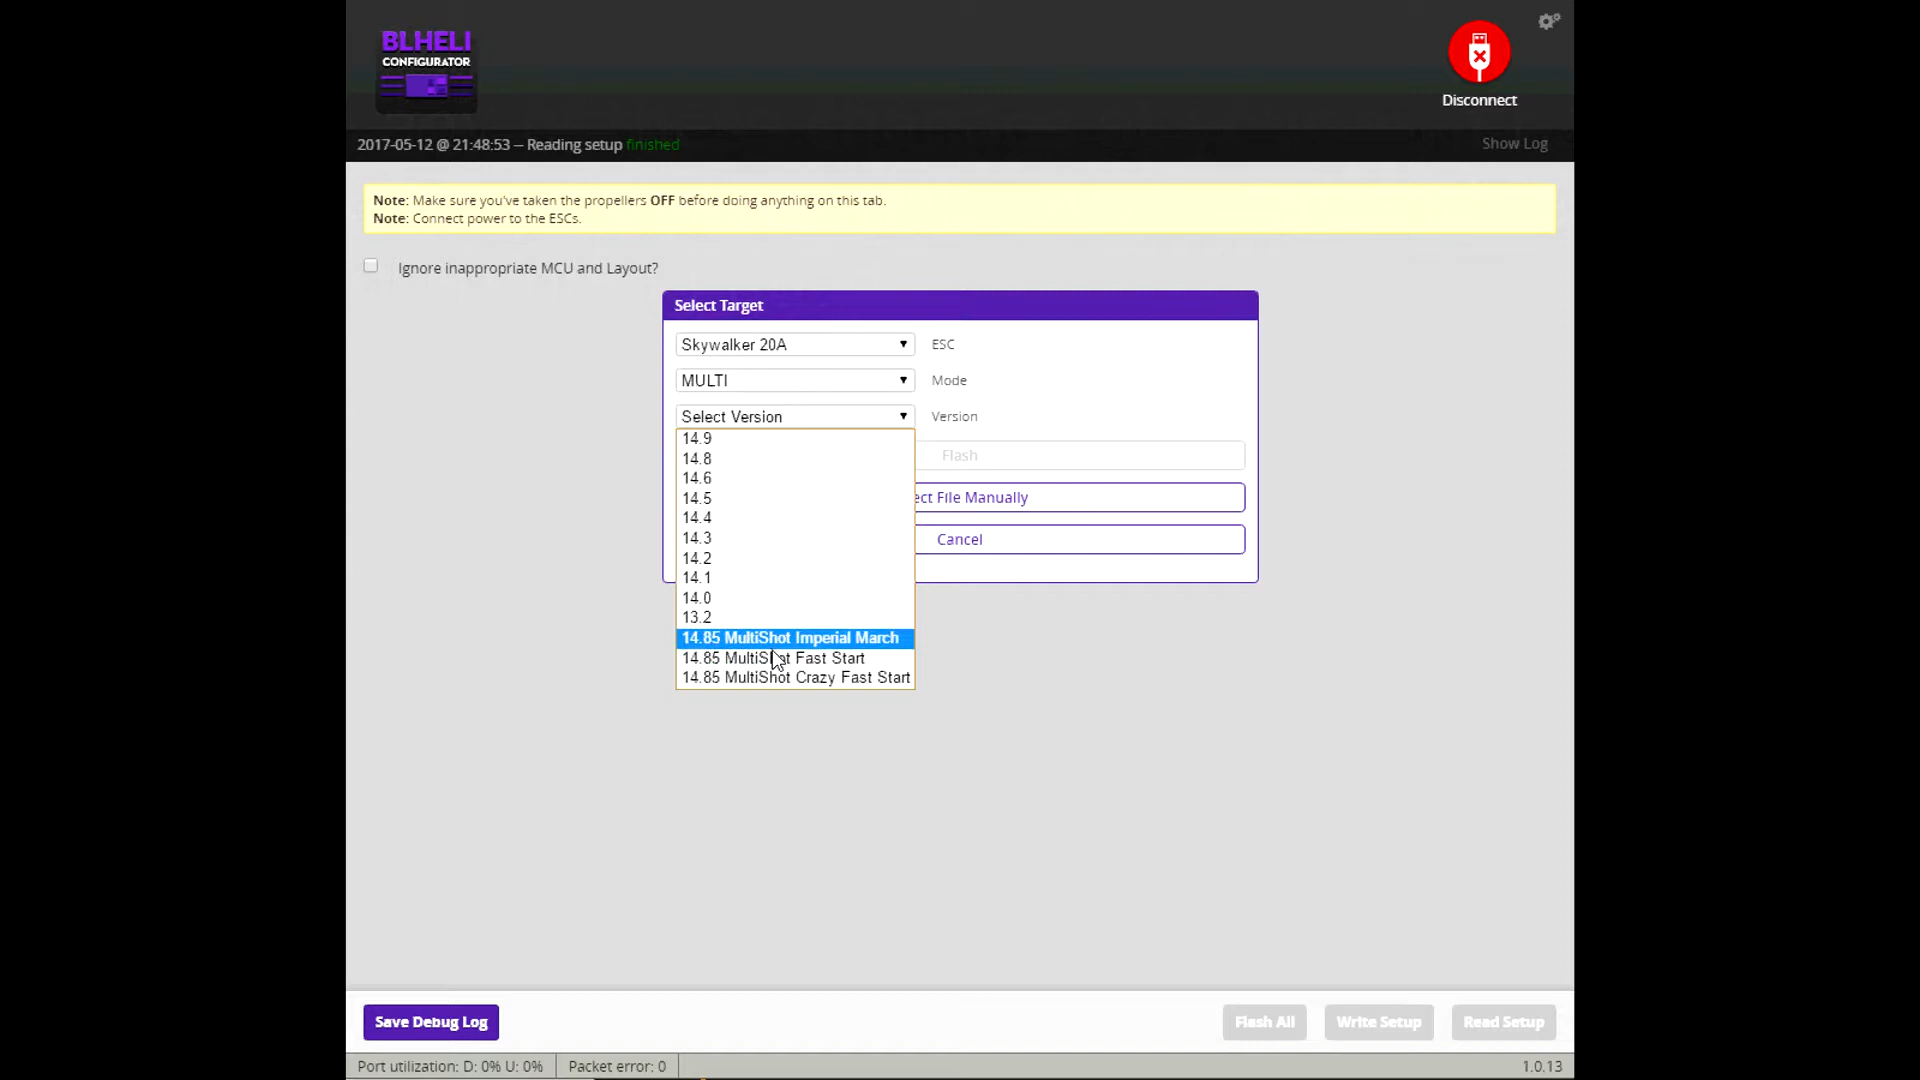 BLHELI
CONFIGURATOR
Disconnect
2017-05-12 @ 21:48:53 -- Reading setup finished
Show Log
Note: Make sure you've taken the propellers OFF before doing anything on this tab.
Note: Connect power to the ESCs.
Ignore inappropriate MCU and Layout?
Select Target
Skywalker 20A ESC
MULTI Mode
Select Version Version
14.9
14.8
Flash
14.6
14.5
ect File Manually
14.4
14.3
Cancel
14.2
14.1
14.0
13.2
14.85 MultiShot Imperial March
14.85 MultiShot Fast Start
14.85 MultiShot Crazy Fast Start
Save Debug Log
Flash All
Write Setup
Read Setup
Port utilization: D: 0% U: 0%
Packet error: 0
1.0.13